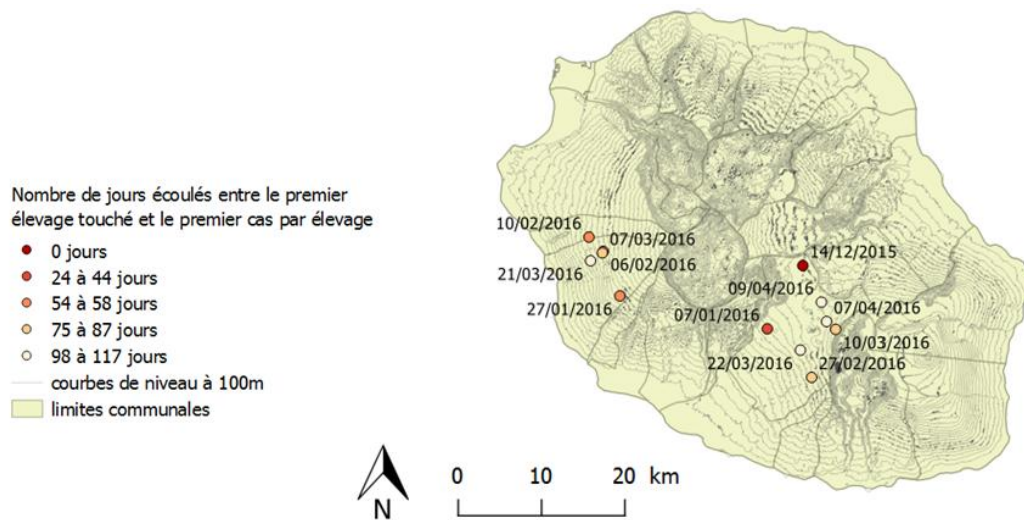 Nombre de jours écoulés entre le premier
élevage touché et le premier cas par élevage
0 jours
24 à 44 jours
54 à 58 jours
75 à 87 jours
98 à 117 jours
courbes de niveau à 100m
limites communales
10/02/2016
07/03/2016
06/02/2016
21/03/2016
27/01/2016
14/12/2015
09/04/2016
07/01/2016
07/04/2016
10/03/2016
22/03/2016
27/02/2016
N
0 10 20 km